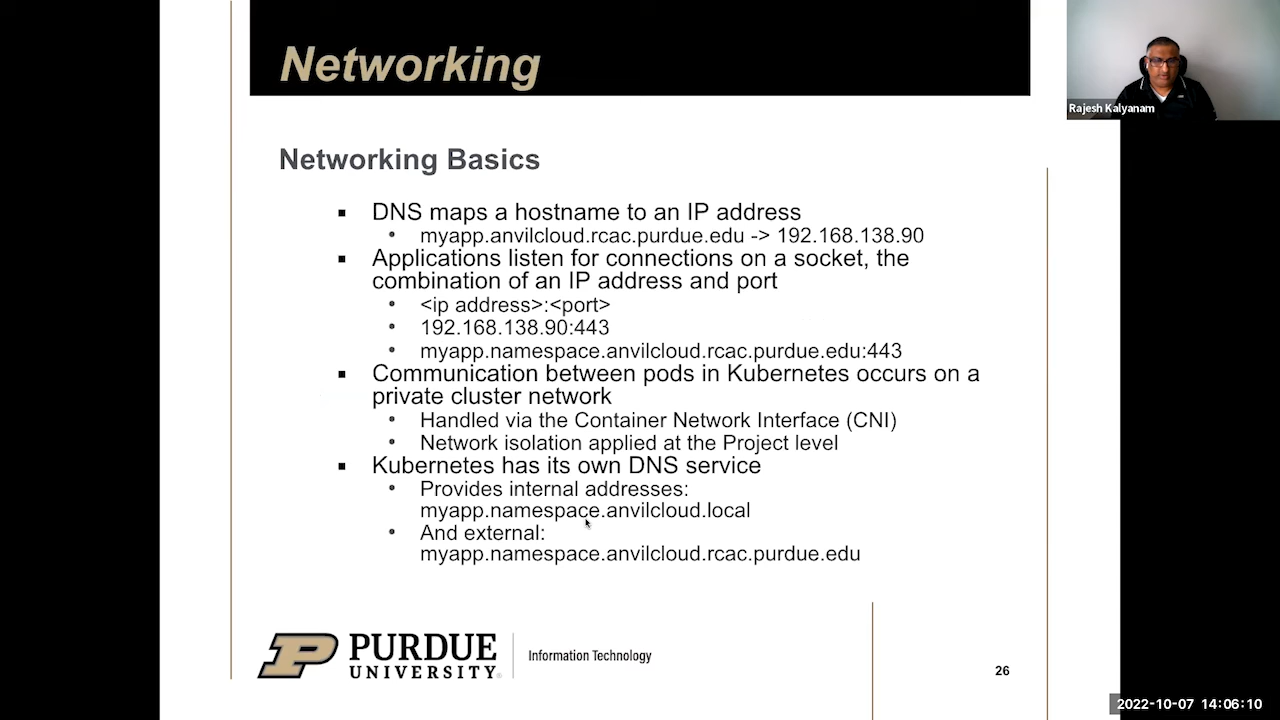 Networking
Rajesh Kalyanam
Networking Basics
▪ DNS maps a hostname to an IP address
• myapp.anvilcloud.rcac.purdue.edu -> 192.168.138.90
▪ Applications listen for connections on a socket, the
combination of an IP address and port
• <ip address>:<port>
• 192.168.138.90:443
• myapp.namespace.anvilcloud.rcac.purdue.edu:443
▪ Communication between pods in Kubernetes occurs on a
private cluster network
• Handled via the Container Network Interface (CNI)
• Network isolation applied at the Project level
▪ Kubernetes has its own DNS service
• Provides internal addresses:
myapp.namespace.anvilcloud.local
• And external:
myapp.namespace.anvilcloud.rcac.purdue.edu
P PURDUE
UNIVERSITY®
Information Technology
26
2022-10-07 14:06:10